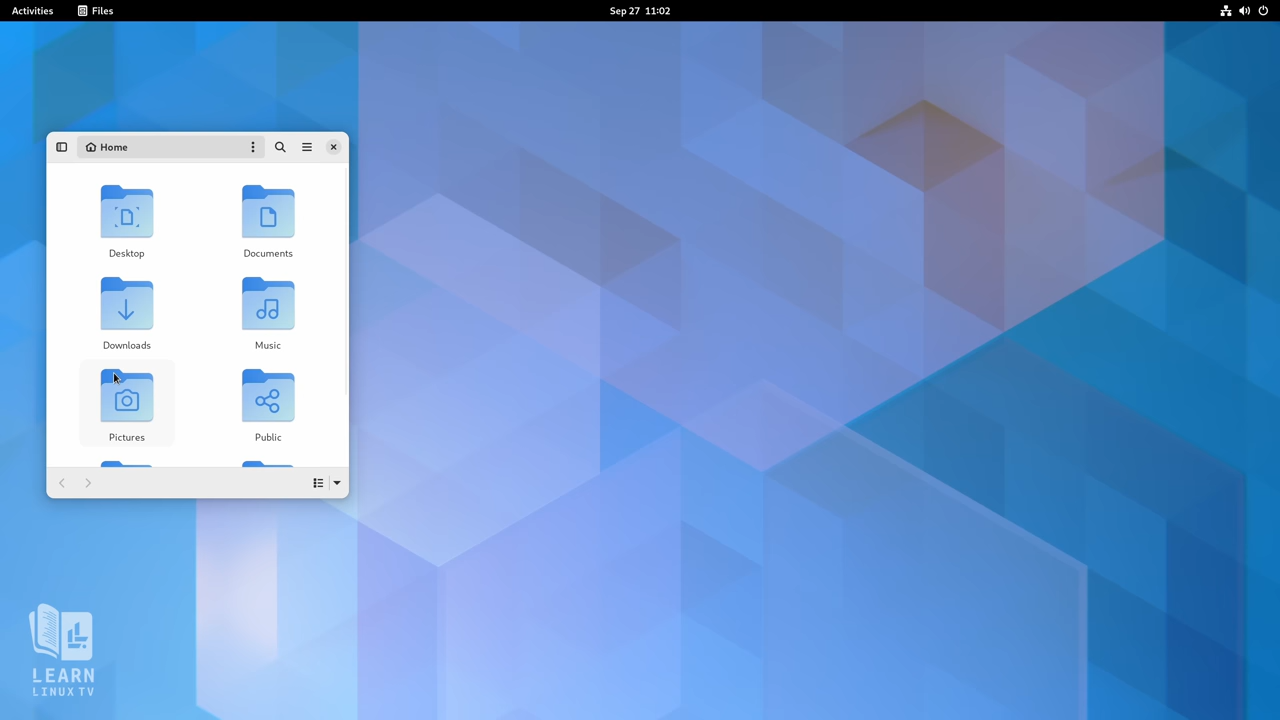 Activities
Files
Sep 27 11:02
Home
Desktop
Documents
Downloads
Music
Pictures
Public
LEARN
LINUX TV